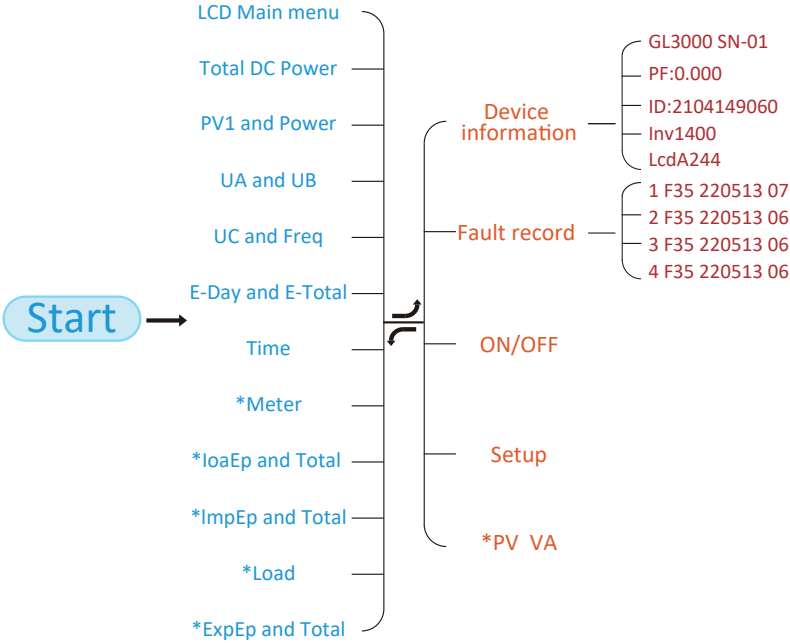 Start
LCD Main menu
Total DC Power
PV1 and Power
UA and UB
UC and Freq
E-Day and E-Total
Time
*Meter
*IoaEp and Total
*ImpEp and Total
*Load
*ExpEp and Total
Device
information
Fault record
ON/OFF
Setup
*PV VA
GL3000 SN-01
PF:0.000
ID:2104149060
Inv1400
LcdA244
1 F35 220513 07
2 F35 220513 06
3 F35 220513 06
4 F35 220513 06